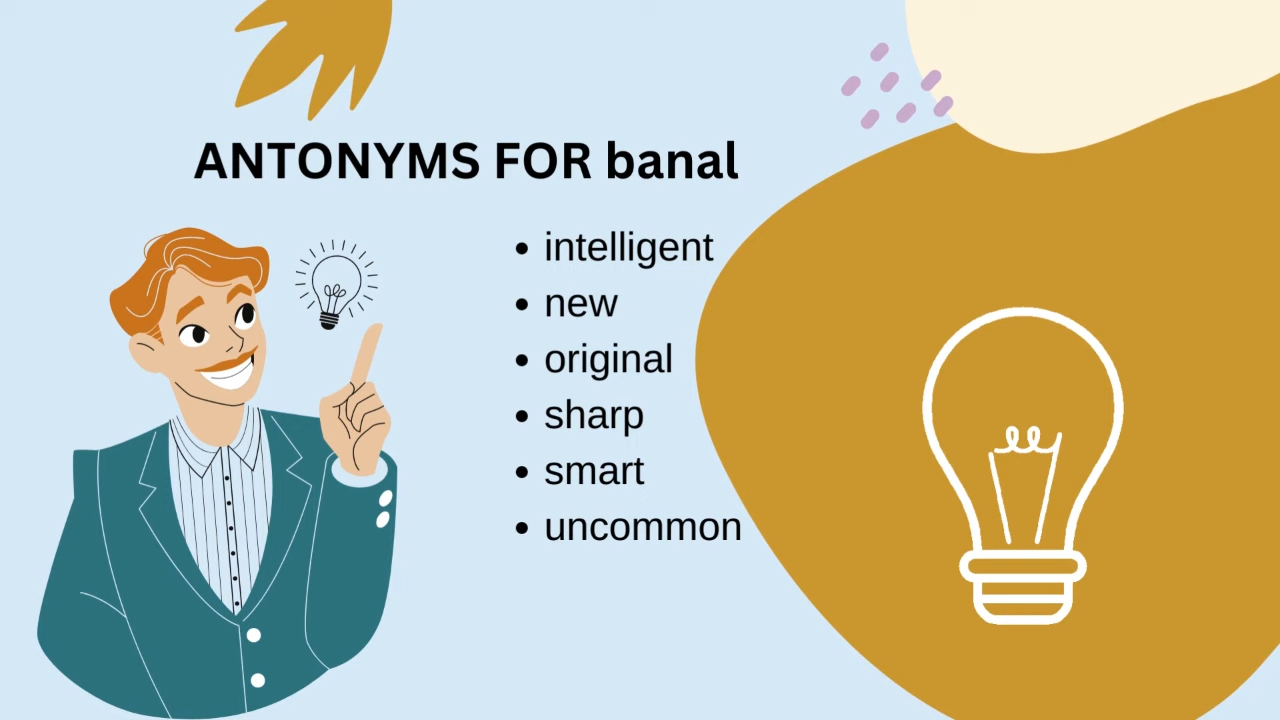 ANTONYMS FOR banal
• intelligent
• new
• original
• sharp
• smart
• uncommon